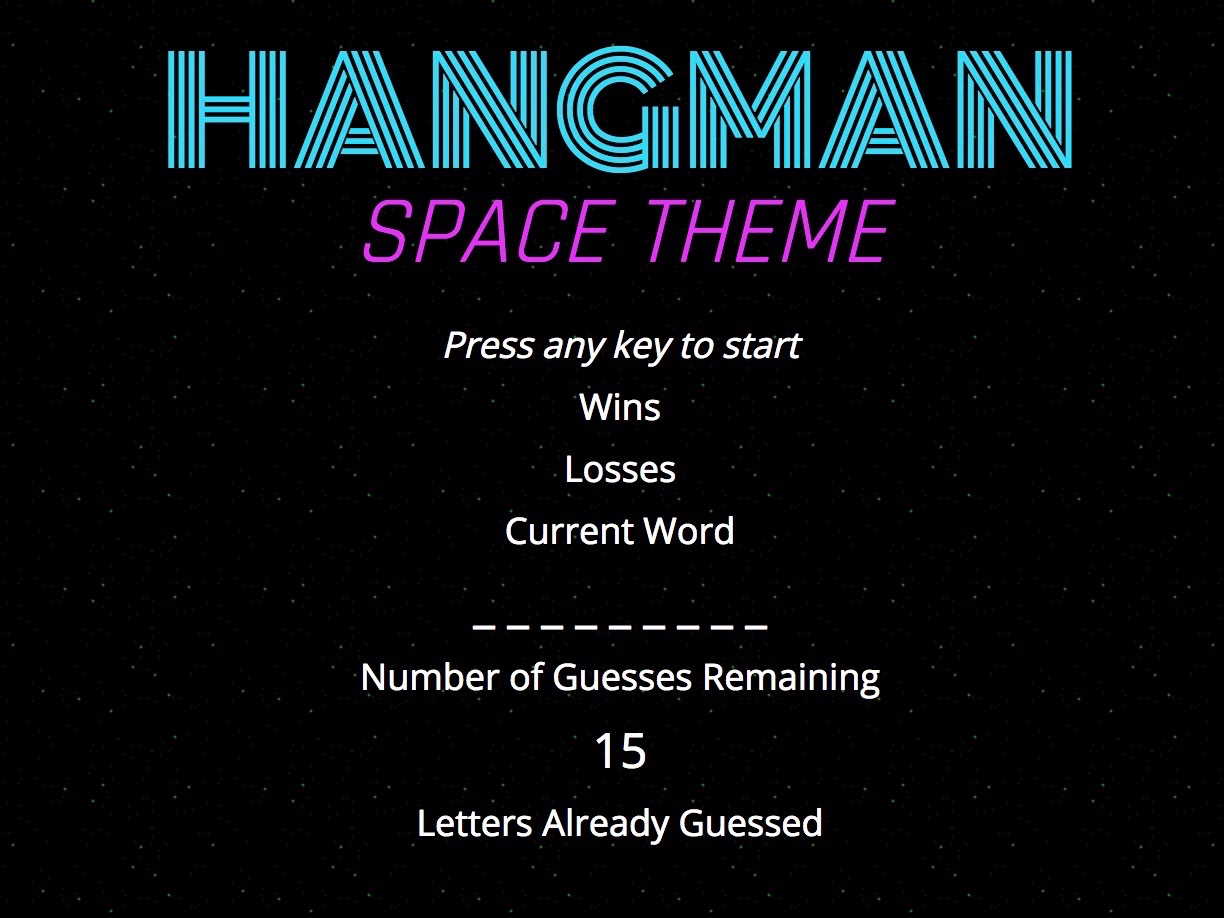 HANGMAN
SPACE THEME
Press any key to start
Wins
Losses
Current Word
_ _ _ _ _ _ _ _ _
Number of Guesses Remaining
15
Letters Already Guessed